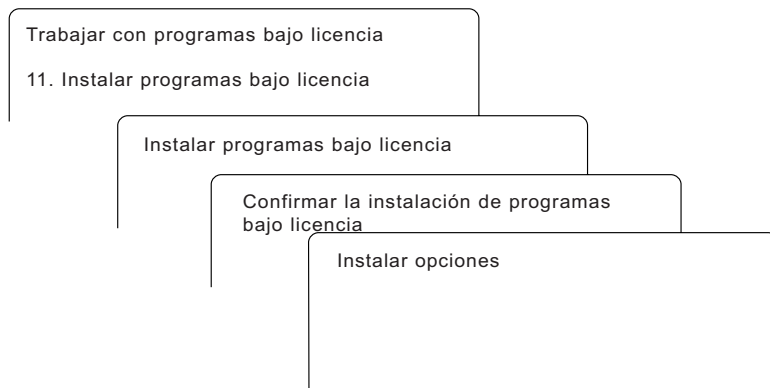 Trabajar con programas bajo licencia
11. Instalar programas bajo licencia
Instalar programas bajo licencia
Confirmar la instalación de programas
bajo licencia
Instalar opciones